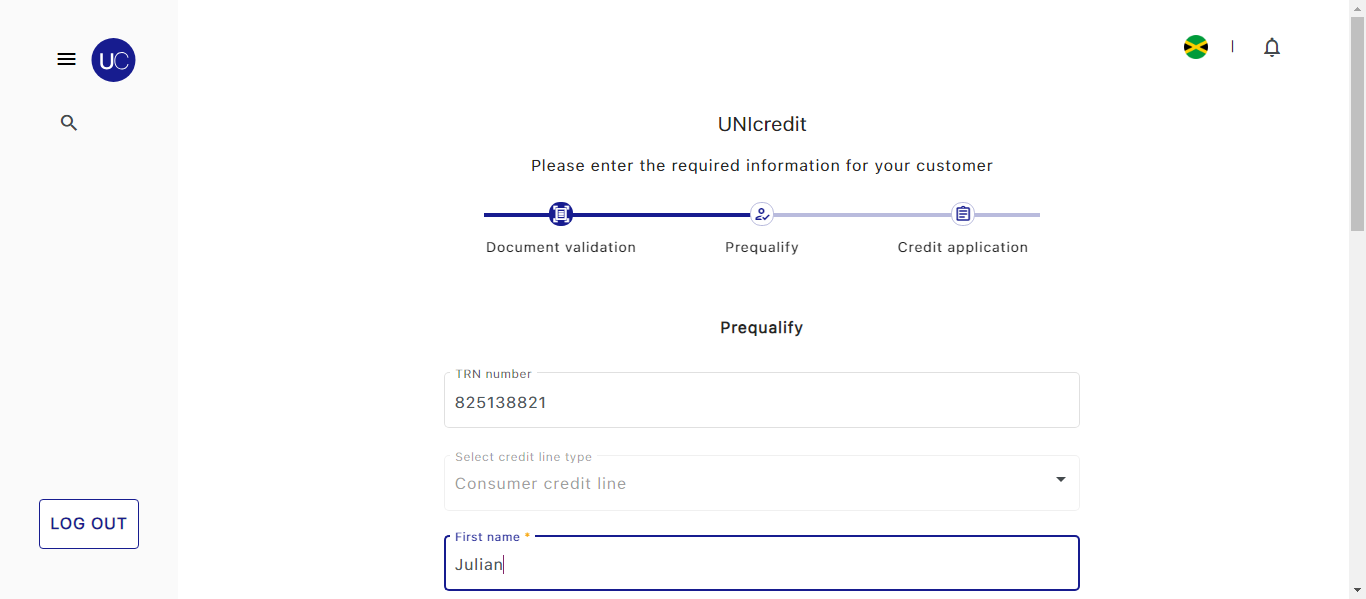 UC
UNIcredit
Please enter the required information for your customer
Document validation
Prequalify
Credit application
Prequalify
TRN number
825138821
Select credit line type
Consumer credit line
First name *
Julian
LOG OUT